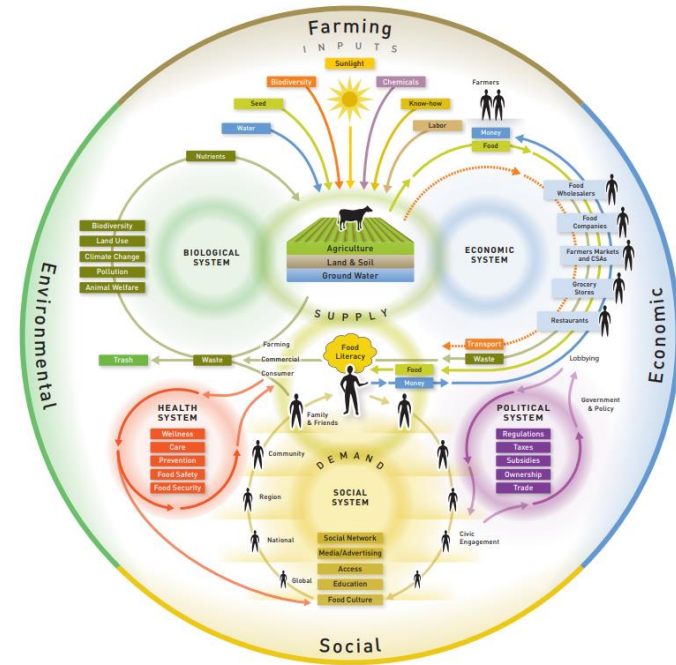 Farming
INPUTS
Sunlight
Biodiversity
Chemicals
Farmers
Seed
Know-how
Water
Labor
Money
Food
Nutrients
Food
Wholesalers
Biodiversity
Land Use
Climate Change
Pollution
Animal Welfare
BIOLOGICAL
SYSTEM
Agriculture
Land & Soil
Ground Water
ECONOMIC
SYSTEM
Food
Companies
Farmers Markets
and CSAs
Grocery
Stores
Restaurants
Environmental
Economic
SUPPLY
Farming
Commercial
Consumer
Food
Literacy
Transport
Waste
Trash
Waste
Food
Money
Lobbying
Government
& Policy
HEALTH
SYSTEM
Wellness
Care
Prevention
Food Safety
Food Security
Family
& Friends
POLITICAL
SYSTEM
Regulations
Taxes
Subsidies
Ownership
Trade
Community
DEMAND
Region
SOCIAL
SYSTEM
National
Civic
Engagement
Social Network
Media/Advertising
Access
Education
Food Culture
Global
Social